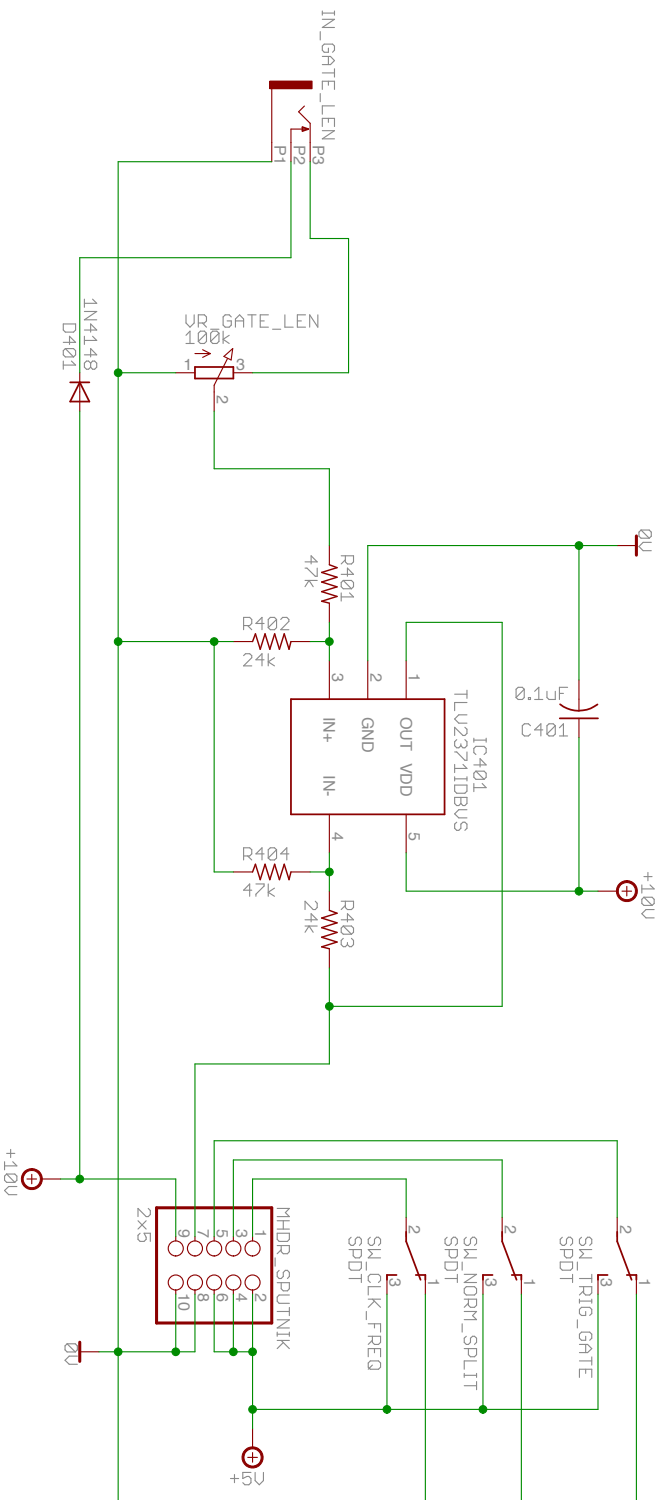 IN_GATE_LEN
P3
P2
P1
VR_GATE_LEN
100k
1
3
2
1N4148
D401
0V
R401
47k
R402
24k
0.1uF
C401
3
2
1
IN+
GND
OUT
IN-
VDD
IC401
TLV2371IDBVS
4
5
R404
47k
R403
24k
+10V
+10V
MHDR_SPUTNIK
2x5
1
3
5
7
9
2
4
6
8
10
0V
+5V
2
1
3
SW_CLK_FREQ
SPDT
2
1
3
SW_NORM_SPLIT
SPDT
2
1
3
SW_TRIG_GATE
SPDT